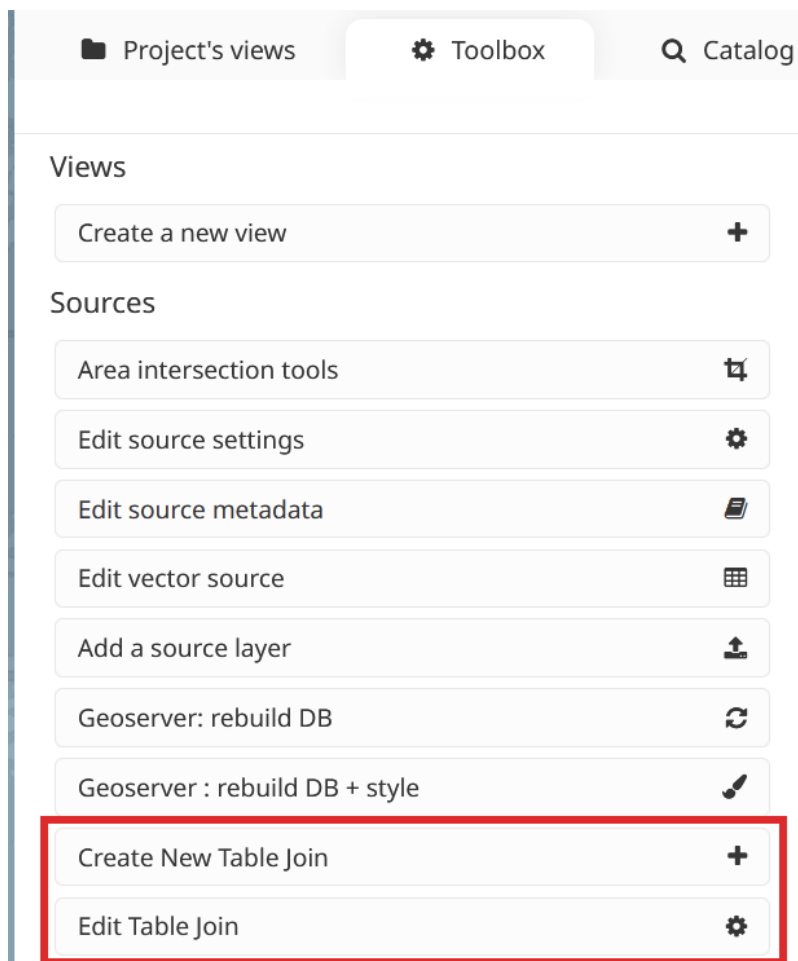 Project's views
Toolbox
Catalog
Views
Create a new view
Sources
Area intersection tools
Edit source settings
Edit source metadata
Edit vector source
Add a source layer
Geoserver: rebuild DB
Geoserver : rebuild DB + style
Create New Table Join
Edit Table Join